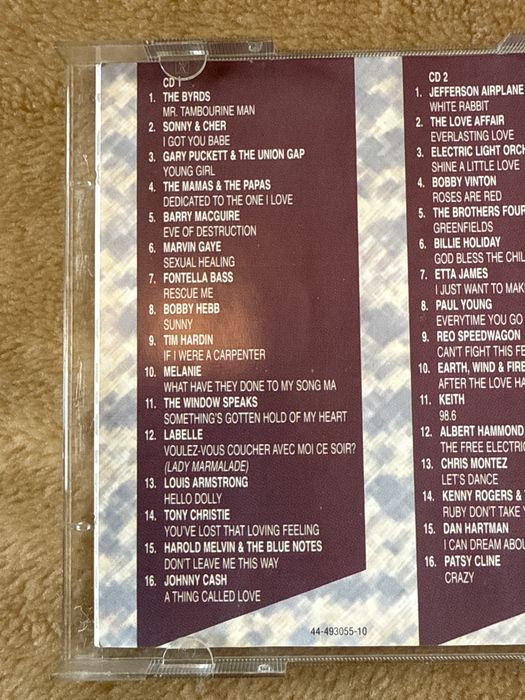 CD 1
1. THE BYRDS
MR. TAMBOURINE MAN
2. SONNY & CHER
I GOT YOU BABE
3. GARY PUCKETT & THE UNION GAP
YOUNG GIRL
4. THE MAMAS & THE PAPAS
DEDICATED TO THE ONE I LOVE
5. BARRY MACGUIRE
EVE OF DESTRUCTION
6. MARVIN GAYE
SEXUAL HEALING
7. FONTELLA BASS
RESCUE ME
8. BOBBY HEBB
SUNNY
9. TIM HARDIN
IF I WERE A CARPENTER
10. MELANIE
WHAT HAVE THEY DONE TO MY SONG MA
11. THE WINDOW SPEAKS
SOMETHING'S GOTTEN HOLD OF MY HEART
12. LABELLE
VOULEZ-VOUS COUCHER AVEC MOI CE SOIR?
(LADY MARMALADE)
13. LOUIS ARMSTRONG
HELLO DOLLY
14. TONY CHRISTIE
YOU'VE LOST THAT LOVING FEELING
15. HAROLD MELVIN & THE BLUE NOTES
DON'T LEAVE ME THIS WAY
16. JOHNNY CASH
A THING CALLED LOVE
44-493055-10
CD 2
1. JEFFERSON AIRPLANE
WHITE RABBIT
2. THE LOVE AFFAIR
EVERLASTING LOVE
3. ELECTRIC LIGHT ORCH
SHINE A LITTLE LOVE
4. BOBBY VINTON
ROSES ARE RED
5. THE BROTHERS FOUR
GREENFIELDS
6. BILLIE HOLIDAY
GOD BLESS THE CHIL
7. ETTA JAMES
I JUST WANT TO MAK
8. PAUL YOUNG
EVERYTIME YOU GO
9. REO SPEEDWAGON
CAN'T FIGHT THIS FE
10. EARTH, WIND & FIRE
AFTER THE LOVE HA
11. KEITH
98.6
12. ALBERT HAMMOND
THE FREE ELECTRI
13. CHRIS MONTEZ
LET'S DANCE
14. KENNY ROGERS &
RUBY DON'T TAKE Y
15. DAN HARTMAN
I CAN DREAM ABOU
16. PATSY CLINE
CRAZY